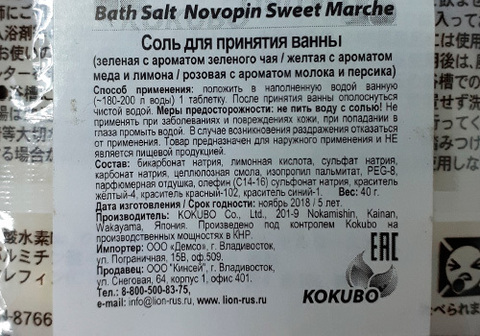 Bath Salt Novopin Sweet Marche
Соль для принятия ванны
(зеленая с ароматом зеленого чая / желтая с ароматом
меда и лимона / розовая с ароматом молока и персика)
Способ применения: положить в наполненную водой ванну
(~180-200 л воды) 1 таблетку. После принятия ванны ополоснуться
чистой водой. Меры предосторожности: не пить воду с солью! Не
применять при заболеваниях и повреждениях кожи, при попадании в
глаза промыть водой. В случае возникновения раздражения отказаться
от применения. Товар предназначен для наружного применения и НЕ
является пищевой продукцией.
Состав: бикарбонат натрия, лимонная кислота, сульфат натрия,
карбонат натрия, целлюлозная смола, изопропил пальмитат, PEG-8,
парфюмерная отдушка, олефин (C14-16) сульфонат натрия, краситель
жёлтый-4, краситель красный-102, краситель синий-1. Вес: 40 г.
Дата изготовления / Срок годности: ноябрь 2018 / 5 лет.
Производитель: KOKUBO Co., Ltd., 201-9 Nokamishin, Kainan,
Wakayama, Япония. Произведено под контролем Kokubo на
производственных мощностях в КНР.
Импортер: ООО «Демсо», г. Владивосток,
ул. Пограничная, 15В, оф.509.
Продавец: ООО "Кинсей", г. Владивосток,
ул. Снеговая, 64, корпус 1, офис 401.
Тел.: 8-800-500-83-75,
e-mail: info@lion-rus.ru, www.lion-rus.ru
EAC
KOKUBO
-8766